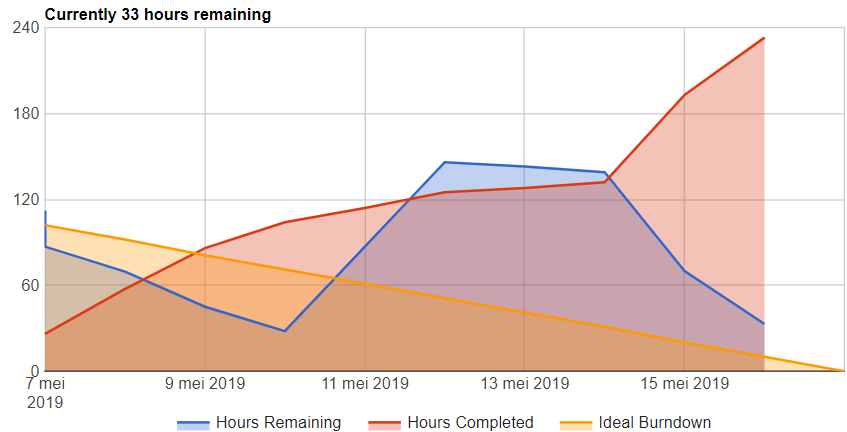 Currently 33 hours remaining
240
180
120
60
0
7 mei
2019
9 mei 2019
11 mei 2019
13 mei 2019
15 mei 2019
Hours Remaining
Hours Completed
Ideal Burndown